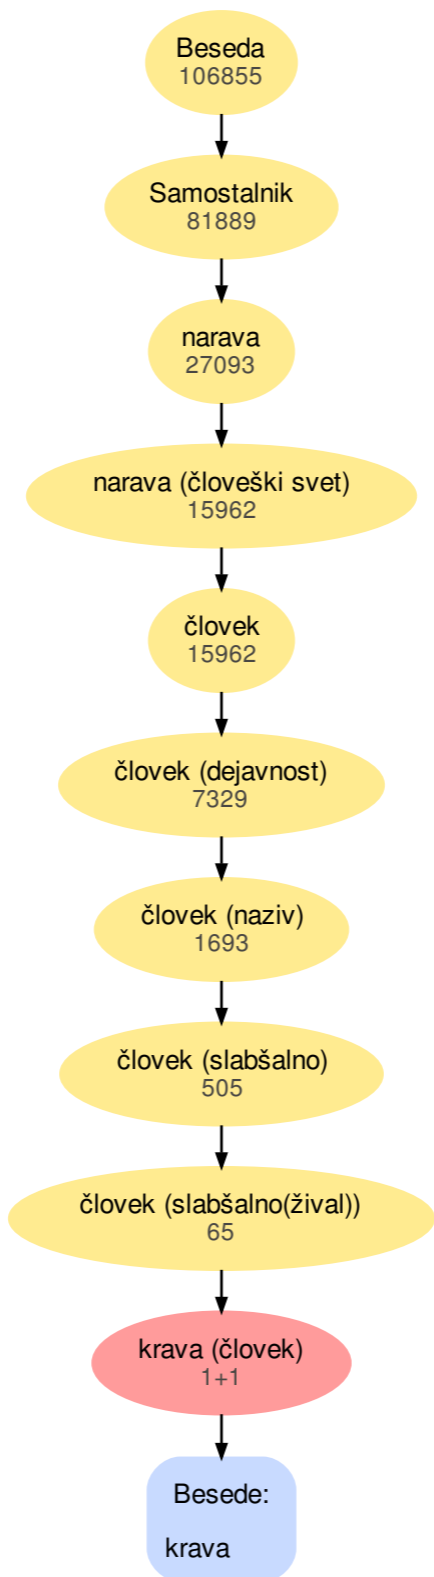 Beseda
106855
Samostalnik
81889
narava
27093
narava (človeški svet)
15962
človek
15962
človek (dejavnost)
7329
človek (naziv)
1693
človek (slabšalno)
505
človek (slabšalno(žival))
65
krava (človek)
1+1
Besede:
krava